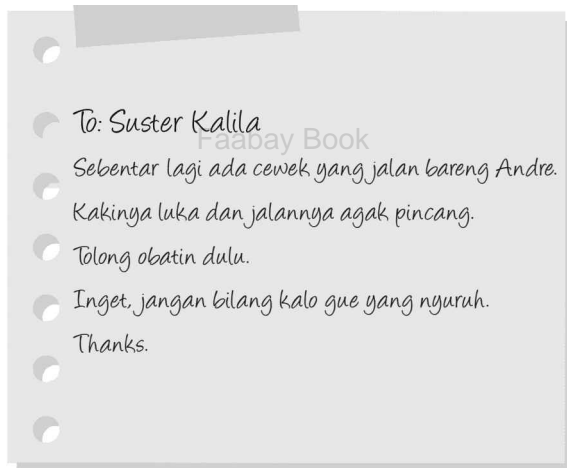 To: Suster Kalila
Faabay Book
Sebentar lagi ada cewek yang jalan bareng Andre.
Kakinya luka dan jalannya agak pincang.
Tolong obatin dulu.
Inget, jangan bilang kalo gue yang nyuruh.
Thanks.